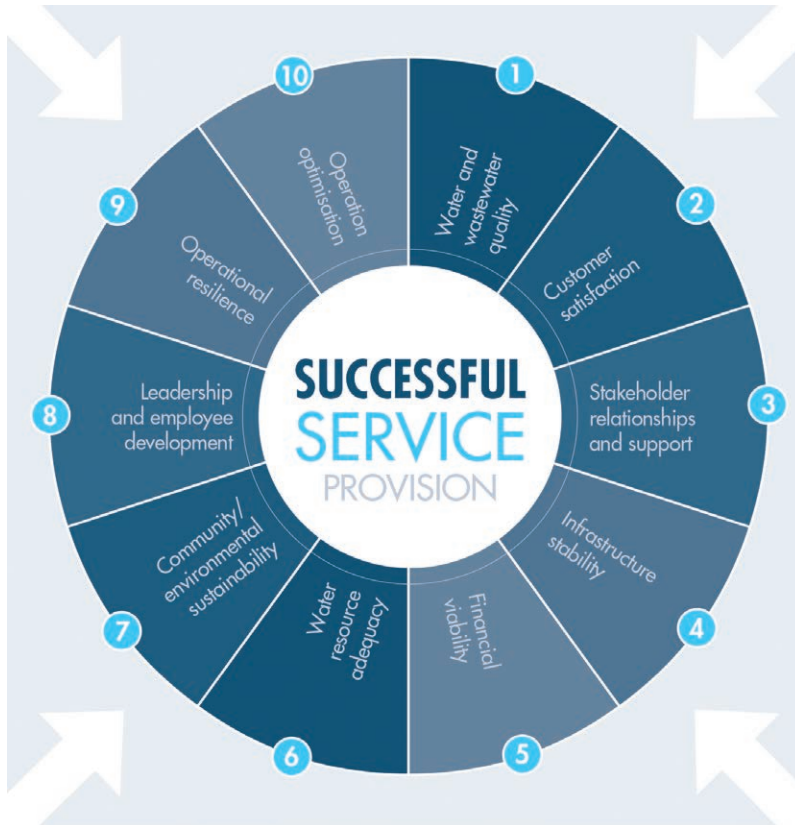 SUCCESSFUL
SERVICE
PROVISION
1
Water and
wastewater
quality
2
Customer
satisfaction
3
Stakeholder
relationships
and support
4
Infrastructure
stability
5
Financial
viability
6
Water
resource
adequacy
7
Community/
environmental
sustainability
8
Leadership
and employee
development
9
Operational
resilience
10
Operation
optimisation